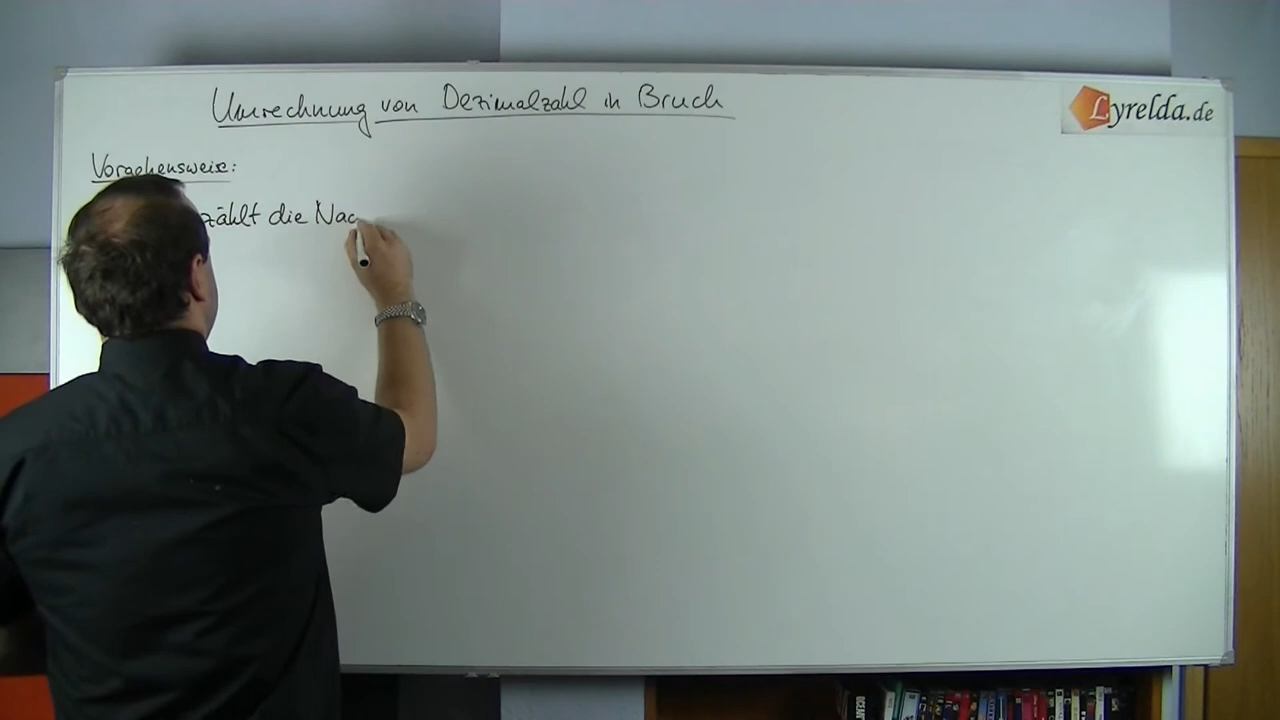 Umrechnung von Dezimalzahl in Bruch
Lyrelda.de
Vorgehensweise:
zählt die Nac